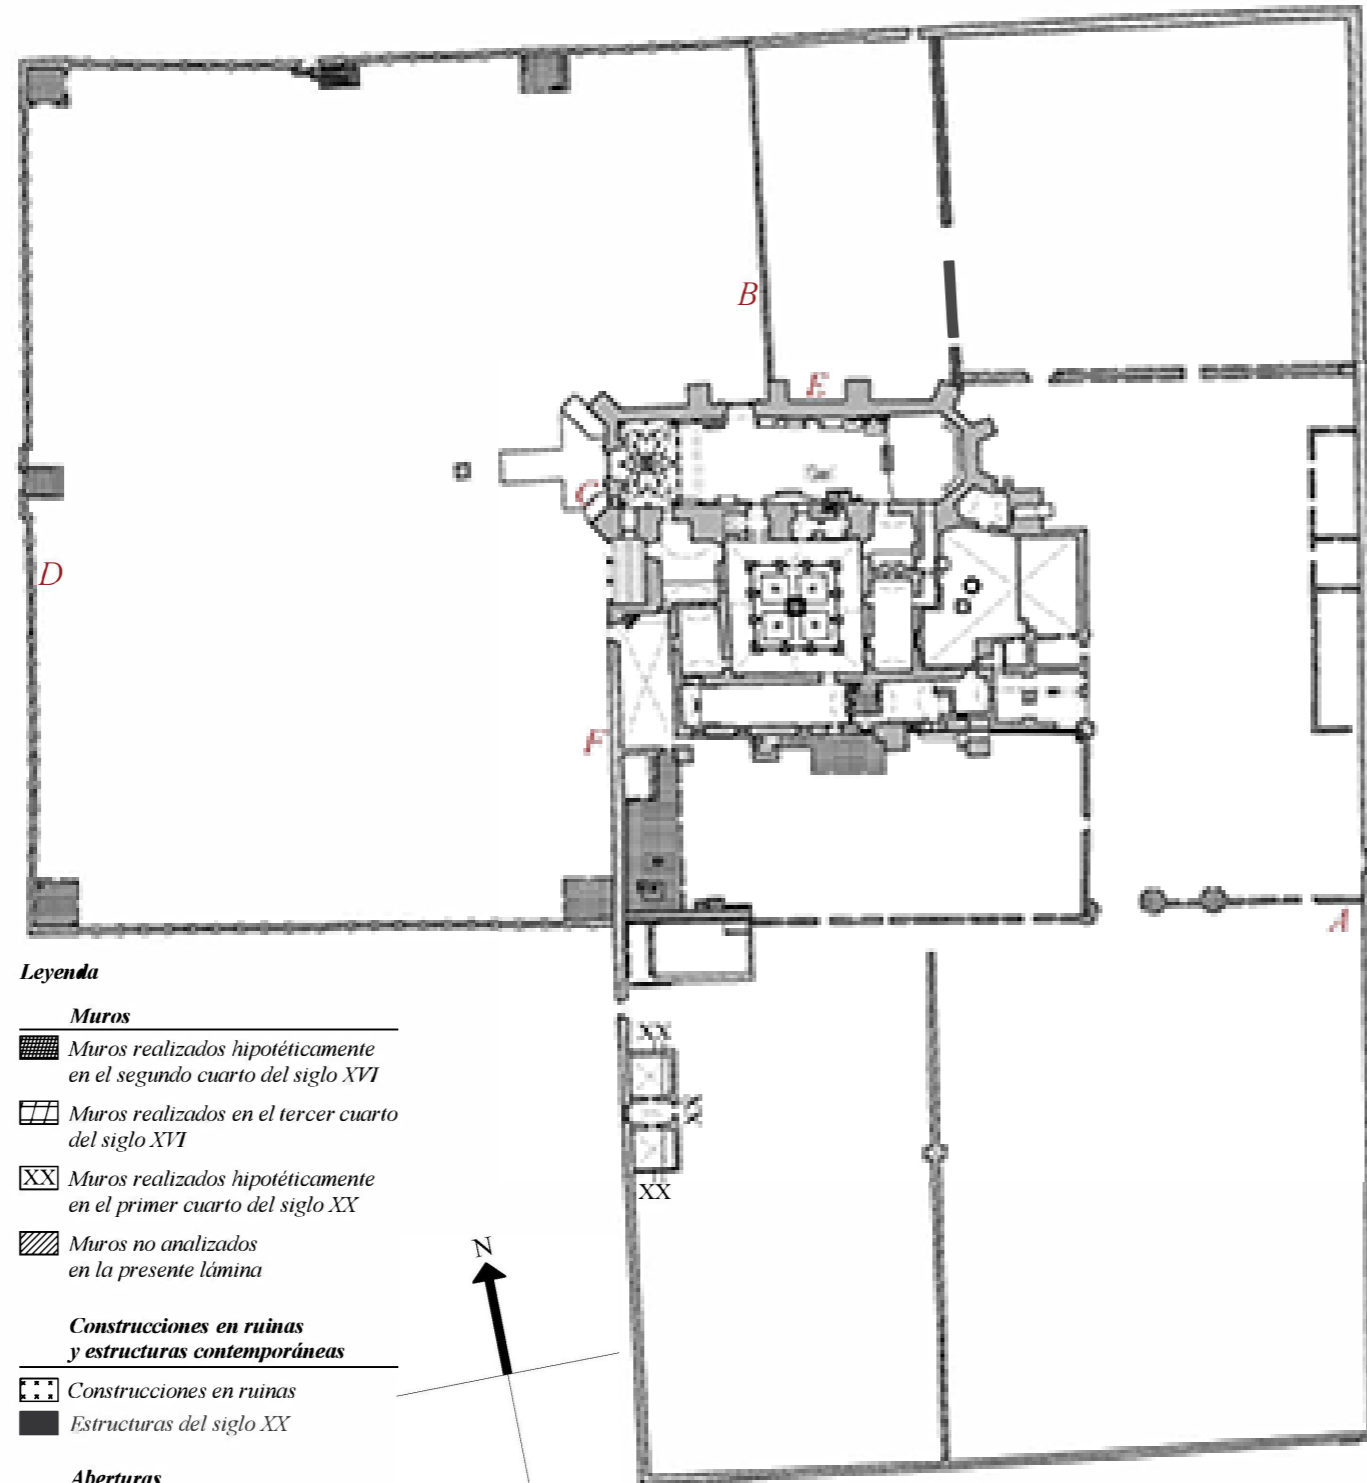 B
E
C
D
F
A
Leyenda
Muros
Muros realizados hipotéticamente
en el segundo cuarto del siglo XVI
Muros realizados en el tercer cuarto
del siglo XVI
XX Muros realizados hipotéticamente
en el primer cuarto del siglo XX
Muros no analizados
en la presente lámina
Construcciones en ruinas
y estructuras contemporáneas
Construcciones en ruinas
Estructuras del siglo XX
Aberturas
XX
XX
XX
N